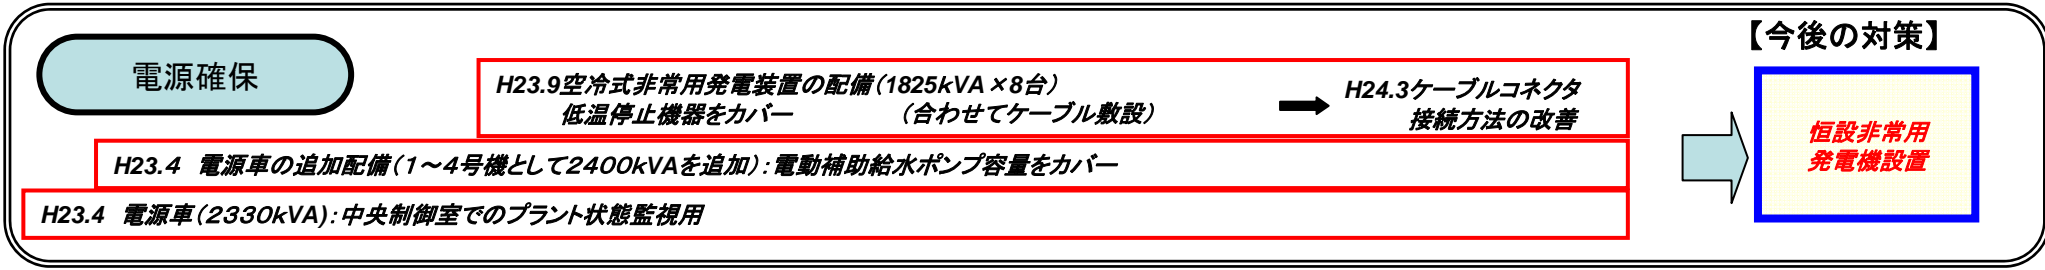 電源確保
H23.9空冷式非常用発電装置の配備（1825kVA×8台）
低温停止機器をカバー （合わせてケーブル敷設）
H24.3ケーブルコネクタ
接続方法の改善
H23.4 電源車の追加配備（1～4号機として2400kVAを追加）：電動補助給水ポンプ容量をカバー
H23.4 電源車（2330kVA）：中央制御室でのプラント状態監視用
【今後の対策】
恒設非常用
発電機設置